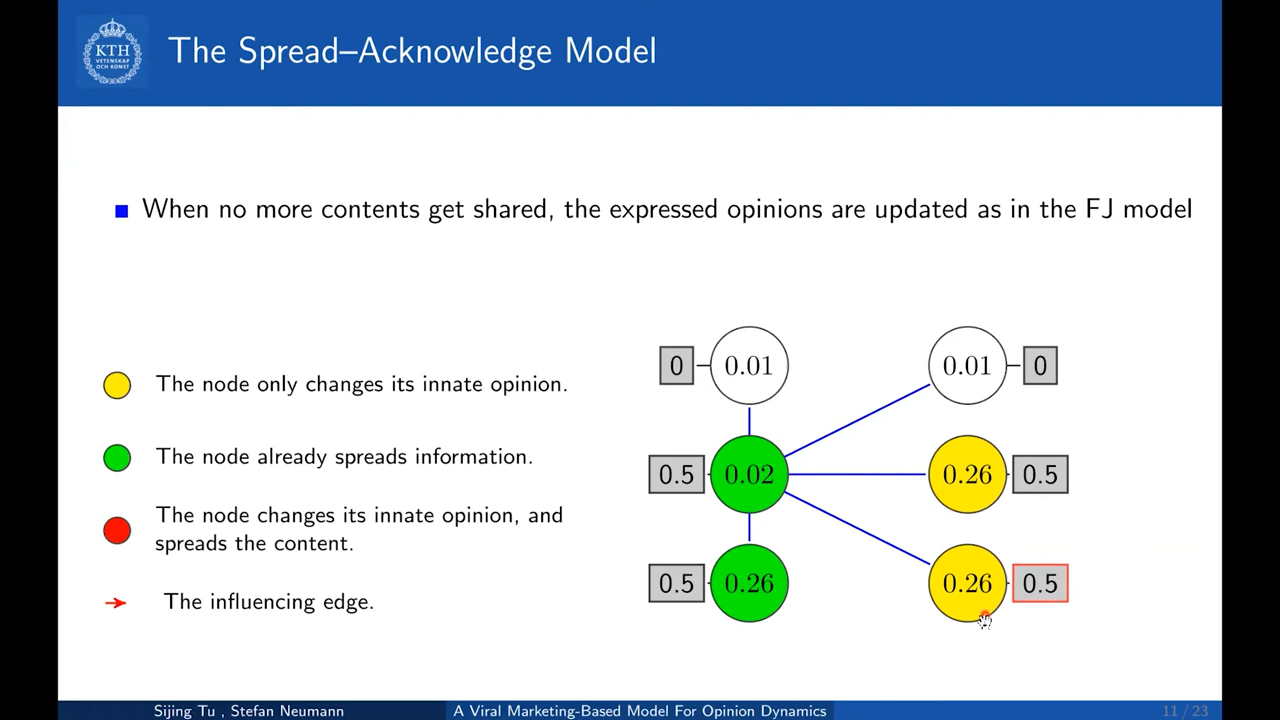 KTH
VETENSKAP
OCH KONST
The Spread–Acknowledge Model
When no more contents get shared, the expressed opinions are updated as in the FJ model
The node only changes its innate opinion.
The node already spreads information.
The node changes its innate opinion, and
spreads the content.
The influencing edge.
0 0.01 0.01 0
0.5 0.02 0.26 0.5
0.5 0.26 0.26 0.5
Sijing Tu , Stefan Neumann A Viral Marketing-Based Model For Opinion Dynamics 11 / 23